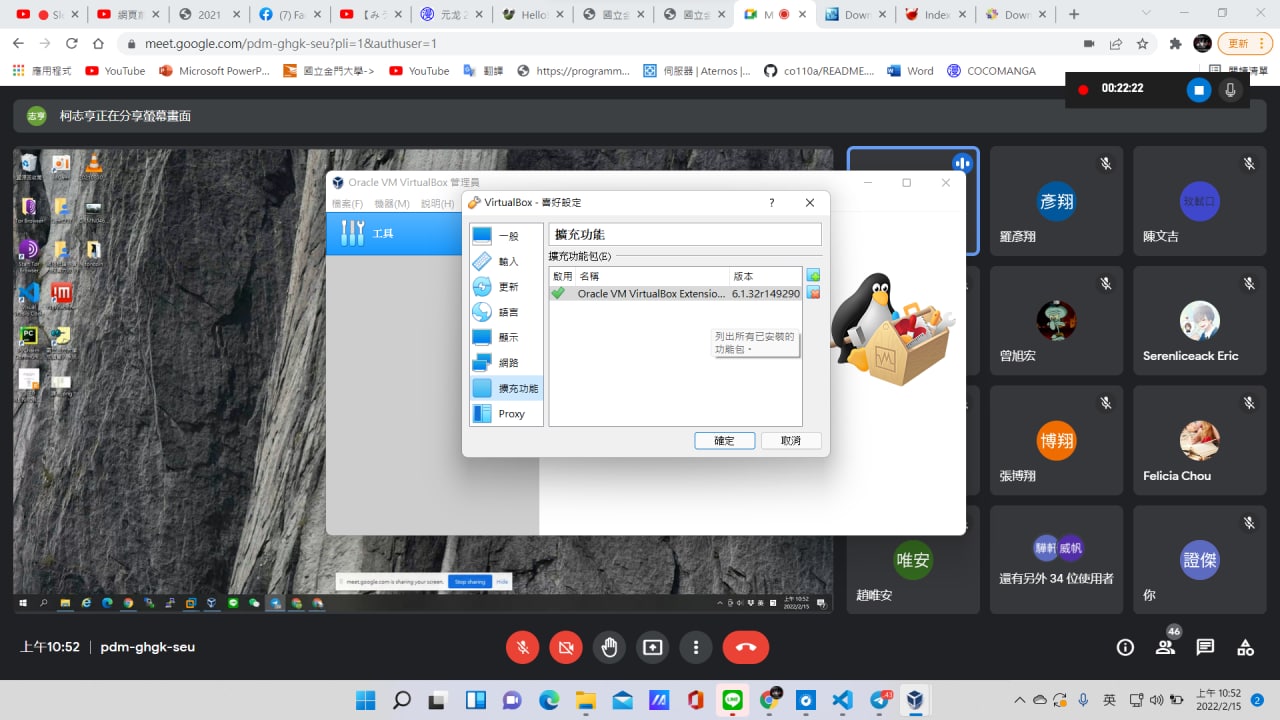 Sk
網頁
2021
(7) Fa
【みっ
元龙 2
Hello
國立金
國立金
M
Down
Index
Down
meet.google.com/pdm-ghgk-seu?pli=1&authuser=1
更新
應用程式
YouTube
Microsoft PowerP...
國立金門大學->
YouTube
翻譯
https://programm...
伺服器 | Aternos |...
co110a/README....
Word
COCOMANGA
閱讀清單
00:22:22
志亨
柯志亨正在分享螢幕畫面
Oracle VM VirtualBox 管理員
檔案(F) 機器(M) 說明(H)
工具
VirtualBox - 喜好設定
?
一般
輸入
更新
語言
顯示
網路
擴充功能
Proxy
擴充功能
擴充功能包(E)
啟用 名稱 版本
Oracle VM VirtualBox Extensio... 6.1.32r149290
列出所有已安裝的
功能包。
確定
取消
meet.google.com is sharing your screen.
Stop sharing
Hide
上午 10:52
2022/2/15
彥翔
羅彥翔
陳文吉
曾旭宏
Serenliceack Eric
博翔
張博翔
Felicia Chou
唯安
趙唯安
驊軒
威帆
還有另外 34 位使用者
證傑
你
上午10:52
pdm-ghgk-seu
46
41
英
上午 10:52
2022/2/15
2